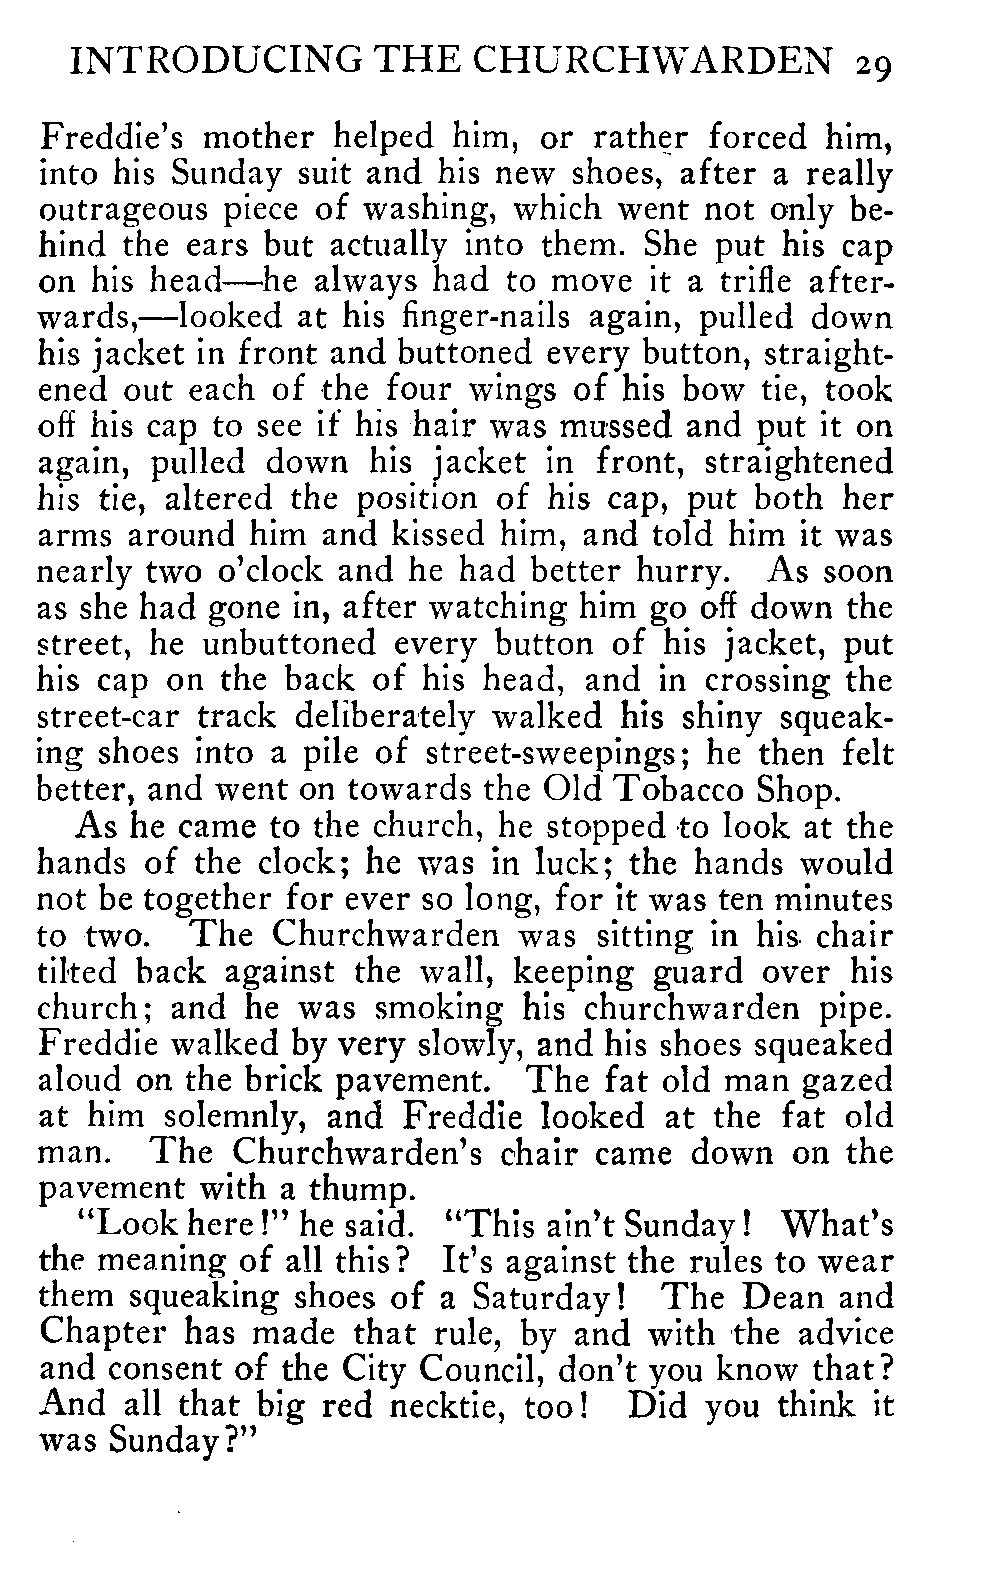 INTRODUCING THE CHURCHWARDEN 29
Freddie's mother helped him, or rather forced him,
into his Sunday suit and his new shoes, after a really
outrageous piece of washing, which went not only be-
hind the ears but actually into them. She put his cap
on his head—he always had to move it a trifle after-
wards,—looked at his finger-nails again, pulled down
his jacket in front and buttoned every button, straight-
ened out each of the four wings of his bow tie, took
off his cap to see if his hair was mussed and put it on
again, pulled down his jacket in front, straightened
his tie, altered the position of his cap, put both her
arms around him and kissed him, and told him it was
nearly two o'clock and he had better hurry. As soon
as she had gone in, after watching him go off down the
street, he unbuttoned every button of his jacket, put
his cap on the back of his head, and in crossing the
street-car track deliberately walked his shiny squeak-
ing shoes into a pile of street-sweepings; he then felt
better, and went on towards the Old Tobacco Shop.
As he came to the church, he stopped to look at the
hands of the clock; he was in luck; the hands would
not be together for ever so long, for it was ten minutes
to two. The Churchwarden was sitting in his chair
tilted back against the wall, keeping guard over his
church; and he was smoking his churchwarden pipe.
Freddie walked by very slowly, and his shoes squeaked
aloud on the brick pavement. The fat old man gazed
at him solemnly, and Freddie looked at the fat old
man. The Churchwarden's chair came down on the
pavement with a thump.
"Look here!" he said. "This ain't Sunday! What's
the meaning of all this? It's against the rules to wear
them squeaking shoes of a Saturday! The Dean and
Chapter has made that rule, by and with the advice
and consent of the City Council, don't you know that?
And all that big red necktie, too! Did you think it
was Sunday?"